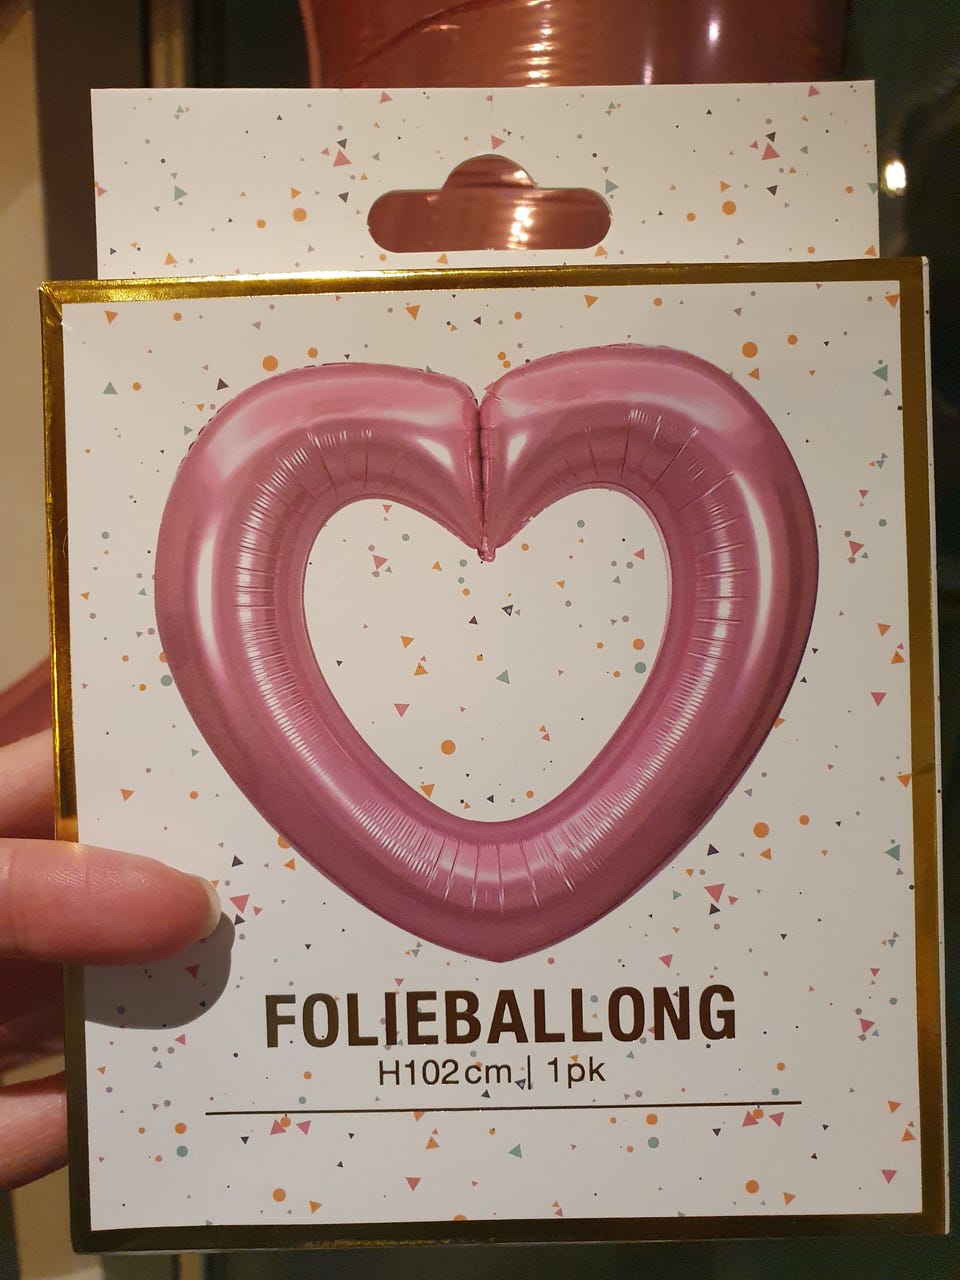 FOLIEBALLONG
H102cm | 1pk